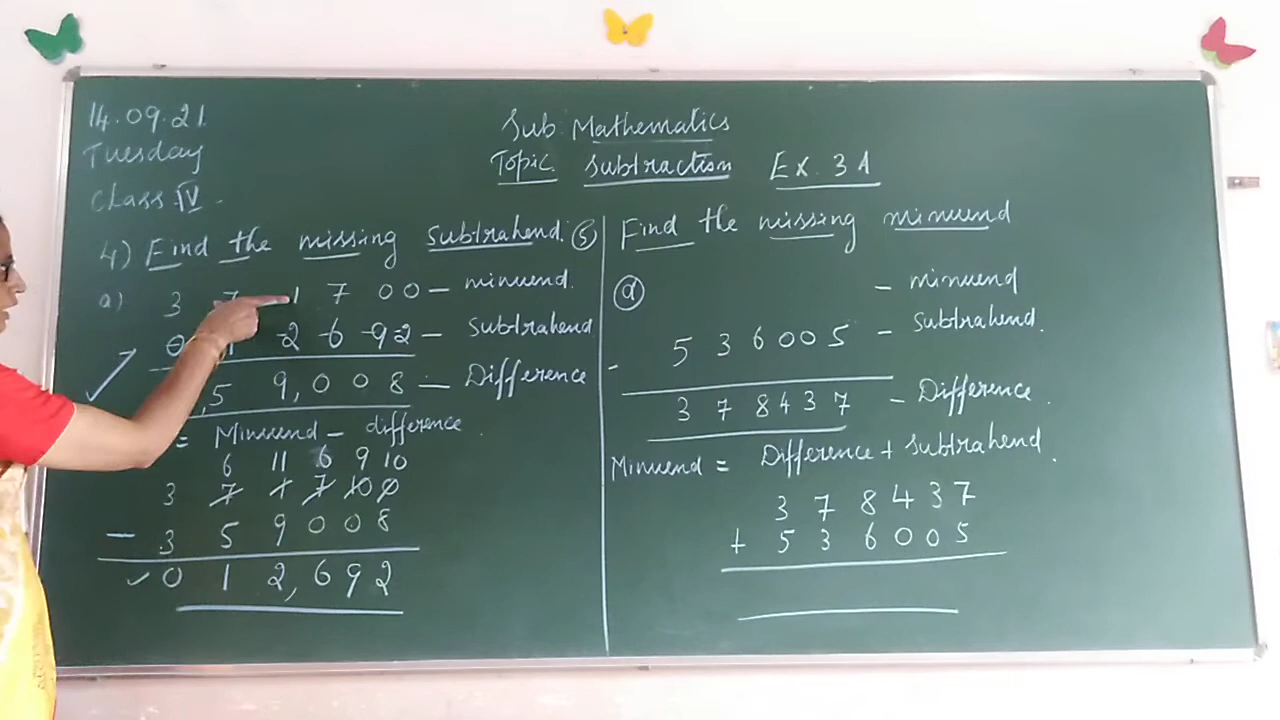 14.09.21
Tuesday
Class IV.
Sub: Mathematics
Topic Subtraction Ex. 3A
4) Find the missing Subtrahend.
a) 3 7 1 7 0 0 — minuend.
0 1 2 6 9 2 — Subtrahend
5 9,0 0 8 — Difference
= Minuend – difference.
6 11 6 9 10
3 7 1 7 10 0
— 3 5 9 0 0 8
✓ 0 1 2, 6 9 2
⑤ Find the missing minuend
ⓐ — minuend
- 5 3 6 0 0 5 — Subtrahend.
3 7 8 4 3 7 — Difference.
Minuend = Difference + Subtrahend.
3 7 8 4 3 7
+ 5 3 6 0 0 5